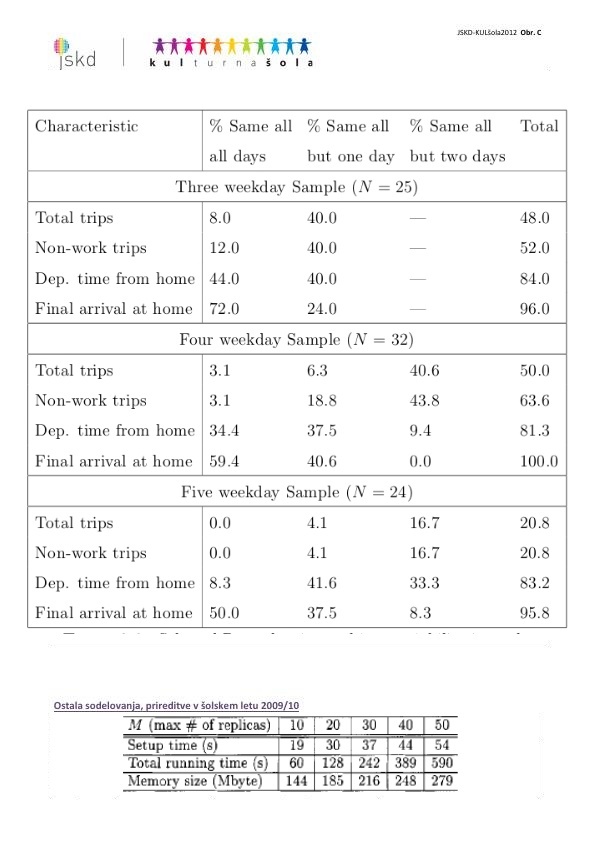 JSKD-KULšola2012 Obr. C
jskd
kulturnašola
Characteristic % Same all % Same all % Same all Total
all days but one day but two days
Three weekday Sample (N = 25)
Total trips 8.0 40.0 — 48.0
Non-work trips 12.0 40.0 — 52.0
Dep. time from home 44.0 40.0 — 84.0
Final arrival at home 72.0 24.0 — 96.0
Four weekday Sample (N = 32)
Total trips 3.1 6.3 40.6 50.0
Non-work trips 3.1 18.8 43.8 63.6
Dep. time from home 34.4 37.5 9.4 81.3
Final arrival at home 59.4 40.6 0.0 100.0
Five weekday Sample (N = 24)
Total trips 0.0 4.1 16.7 20.8
Non-work trips 0.0 4.1 16.7 20.8
Dep. time from home 8.3 41.6 33.3 83.2
Final arrival at home 50.0 37.5 8.3 95.8
Ostala sodelovanja, prireditve v šolskem letu 2009/10
M (max # of replicas) 10 20 30 40 50
Setup time (s) 19 30 37 44 54
Total running time (s) 60 128 242 389 590
Memory size (Mbyte) 144 185 216 248 279